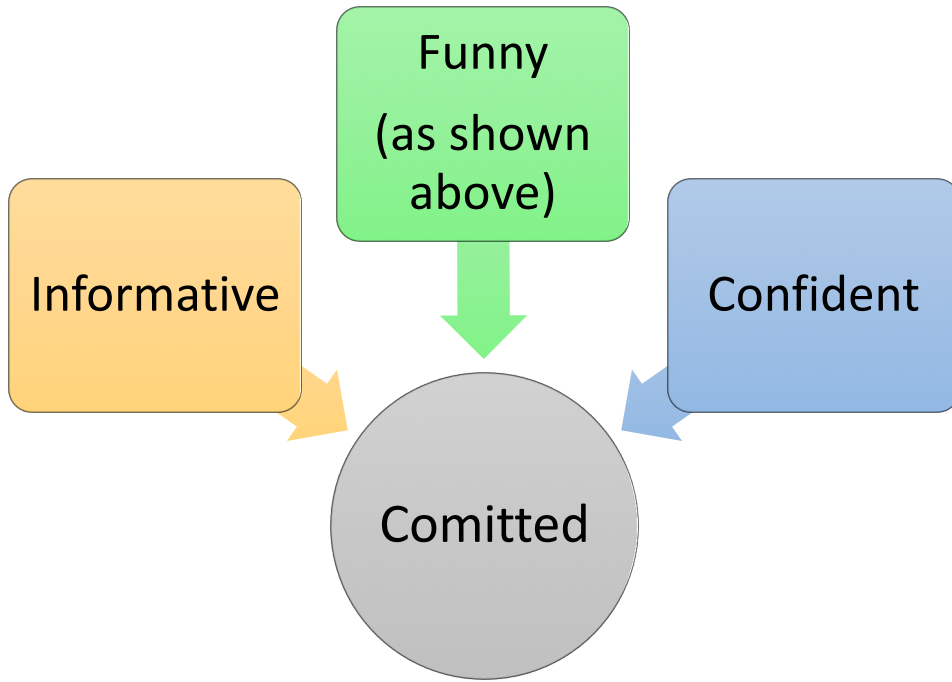 Funny
(as shown
above)
Informative
Confident
Comitted